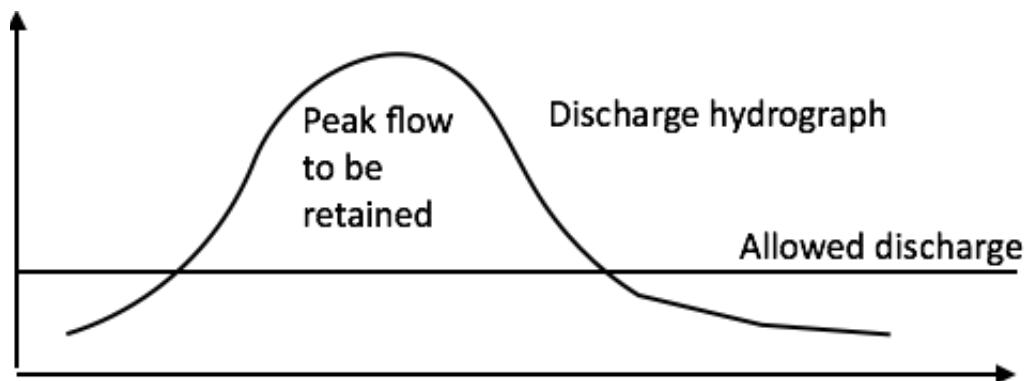 Peak flow
to be
retained
Discharge hydrograph
Allowed discharge